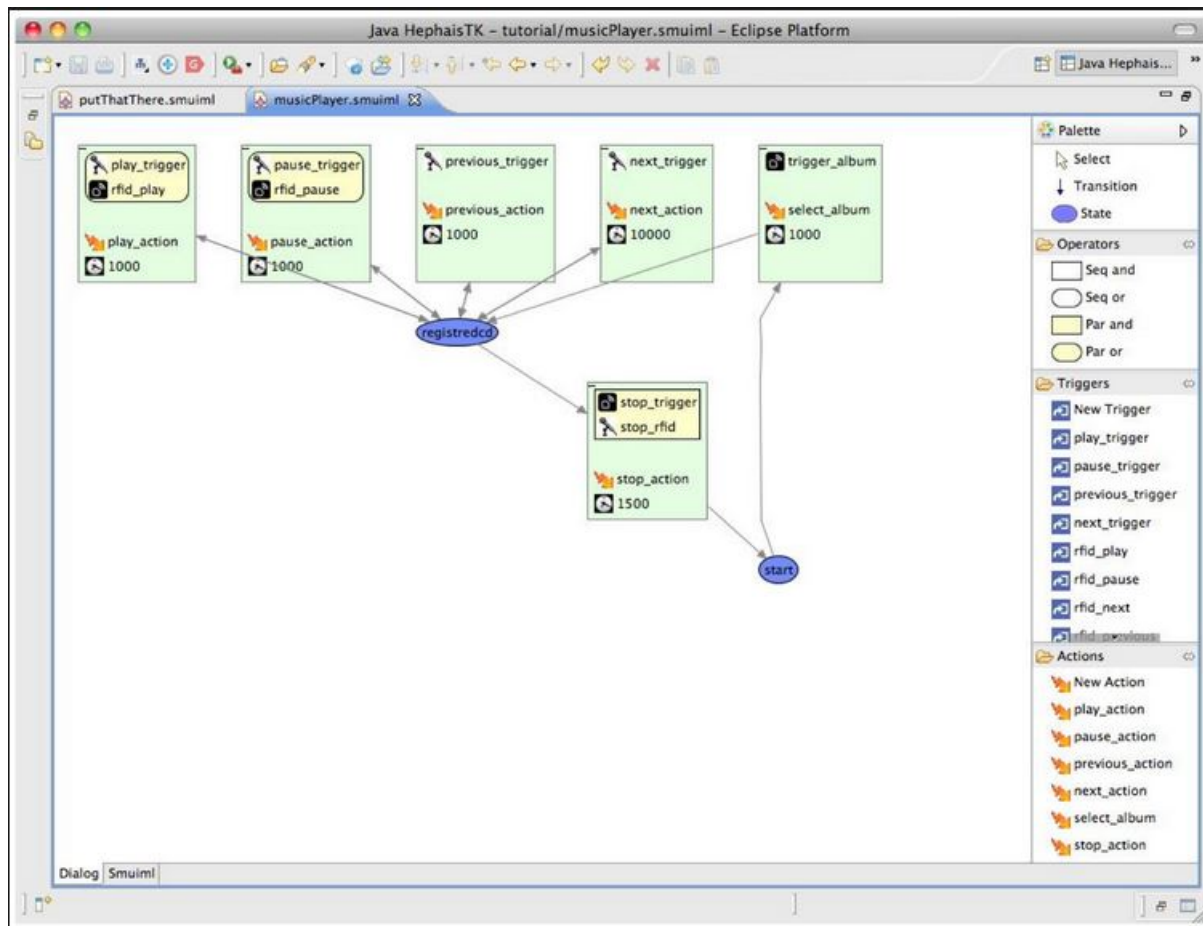 Java HephaisTK – tutorial/musicPlayer.smuiml – Eclipse Platform
Java Hephais...
putThatThere.smuiml
musicPlayer.smuiml
play_trigger
rfid_play
play_action
1000
pause_trigger
rfid_pause
pause_action
1000
previous_trigger
previous_action
1000
next_trigger
next_action
10000
trigger_album
select_album
1000
registredcd
stop_trigger
stop_rfid
stop_action
1500
start
Palette
Select
Transition
State
Operators
Seq and
Seq or
Par and
Par or
Triggers
New Trigger
play_trigger
pause_trigger
previous_trigger
next_trigger
rfid_play
rfid_pause
rfid_next
rfid_previous
Actions
New Action
play_action
pause_action
previous_action
next_action
select_album
stop_action
Dialog
Smuiml